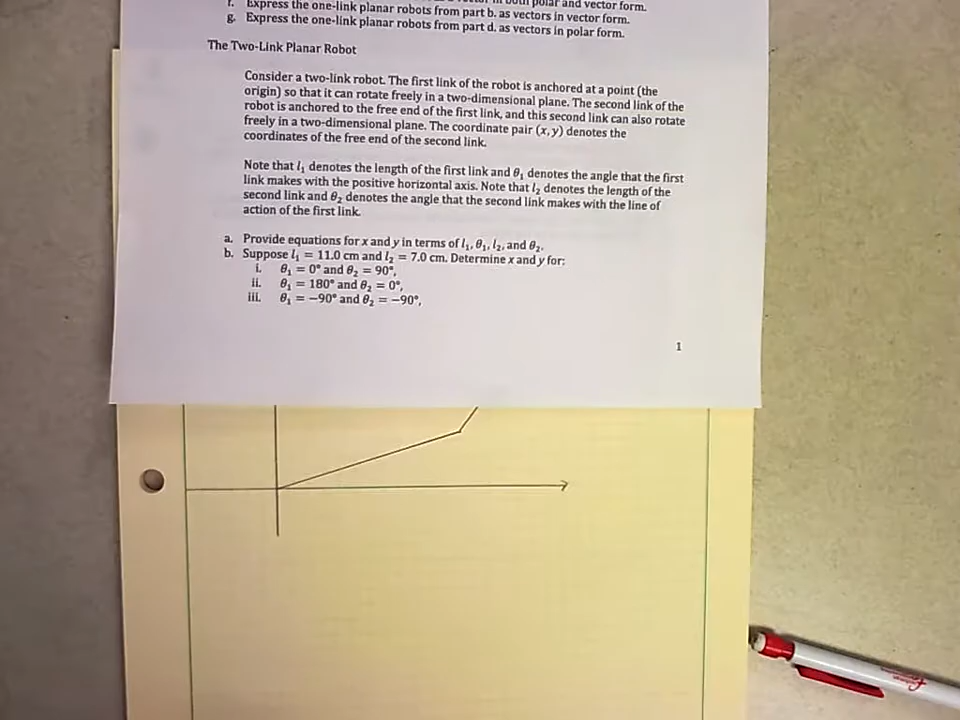 f. Express the one-link planar robots from part b. as vectors in vector form.
g. Express the one-link planar robots from part d. as vectors in polar form.
The Two-Link Planar Robot
Consider a two-link robot. The first link of the robot is anchored at a point (the
origin) so that it can rotate freely in a two-dimensional plane. The second link of the
robot is anchored to the free end of the first link, and this second link can also rotate
freely in a two-dimensional plane. The coordinate pair (x, y) denotes the
coordinates of the free end of the second link.
Note that l₁ denotes the length of the first link and θ₁ denotes the angle that the first
link makes with the positive horizontal axis. Note that l₂ denotes the length of the
second link and θ₂ denotes the angle that the second link makes with the line of
action of the first link.
a. Provide equations for x and y in terms of l₁, θ₁, l₂, and θ₂.
b. Suppose l₁ = 11.0 cm and l₂ = 7.0 cm. Determine x and y for:
i. θ₁ = 0° and θ₂ = 90°,
ii. θ₁ = 180° and θ₂ = 0°,
iii. θ₁ = −90° and θ₂ = −90°,
1